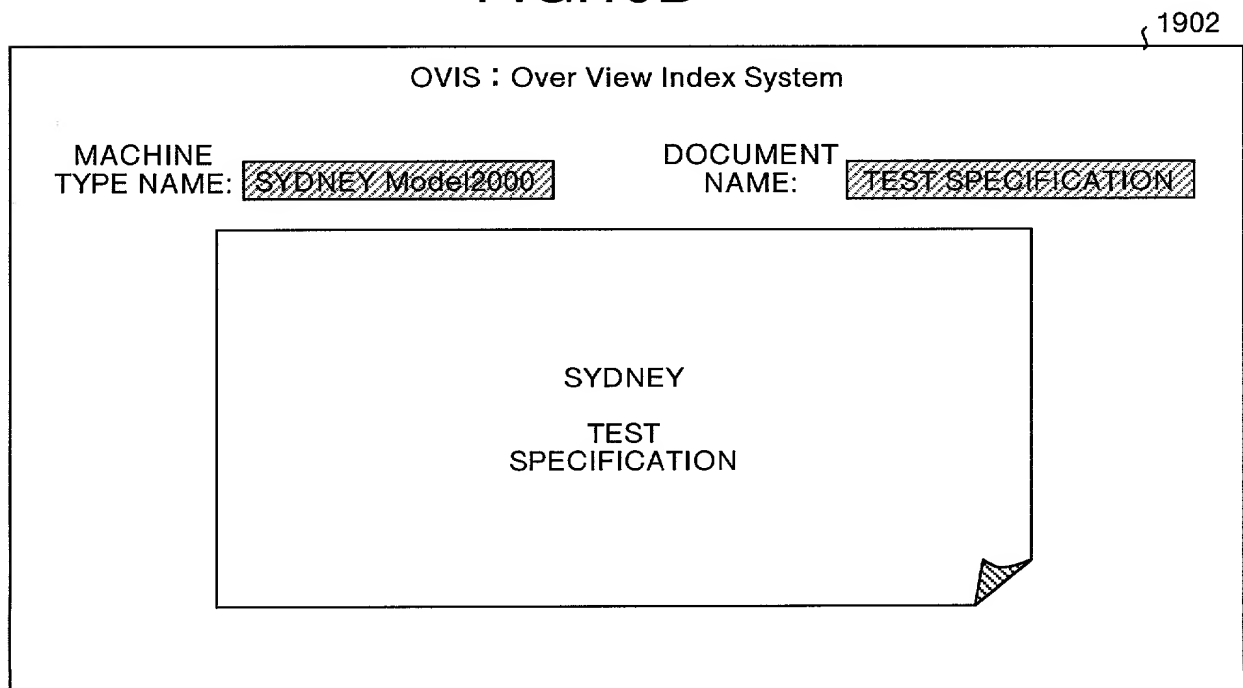 1902
OVIS : Over View Index System
MACHINE
TYPE NAME: SYDNEY Model2000
DOCUMENT
NAME: TEST SPECIFICATION
SYDNEY
TEST
SPECIFICATION